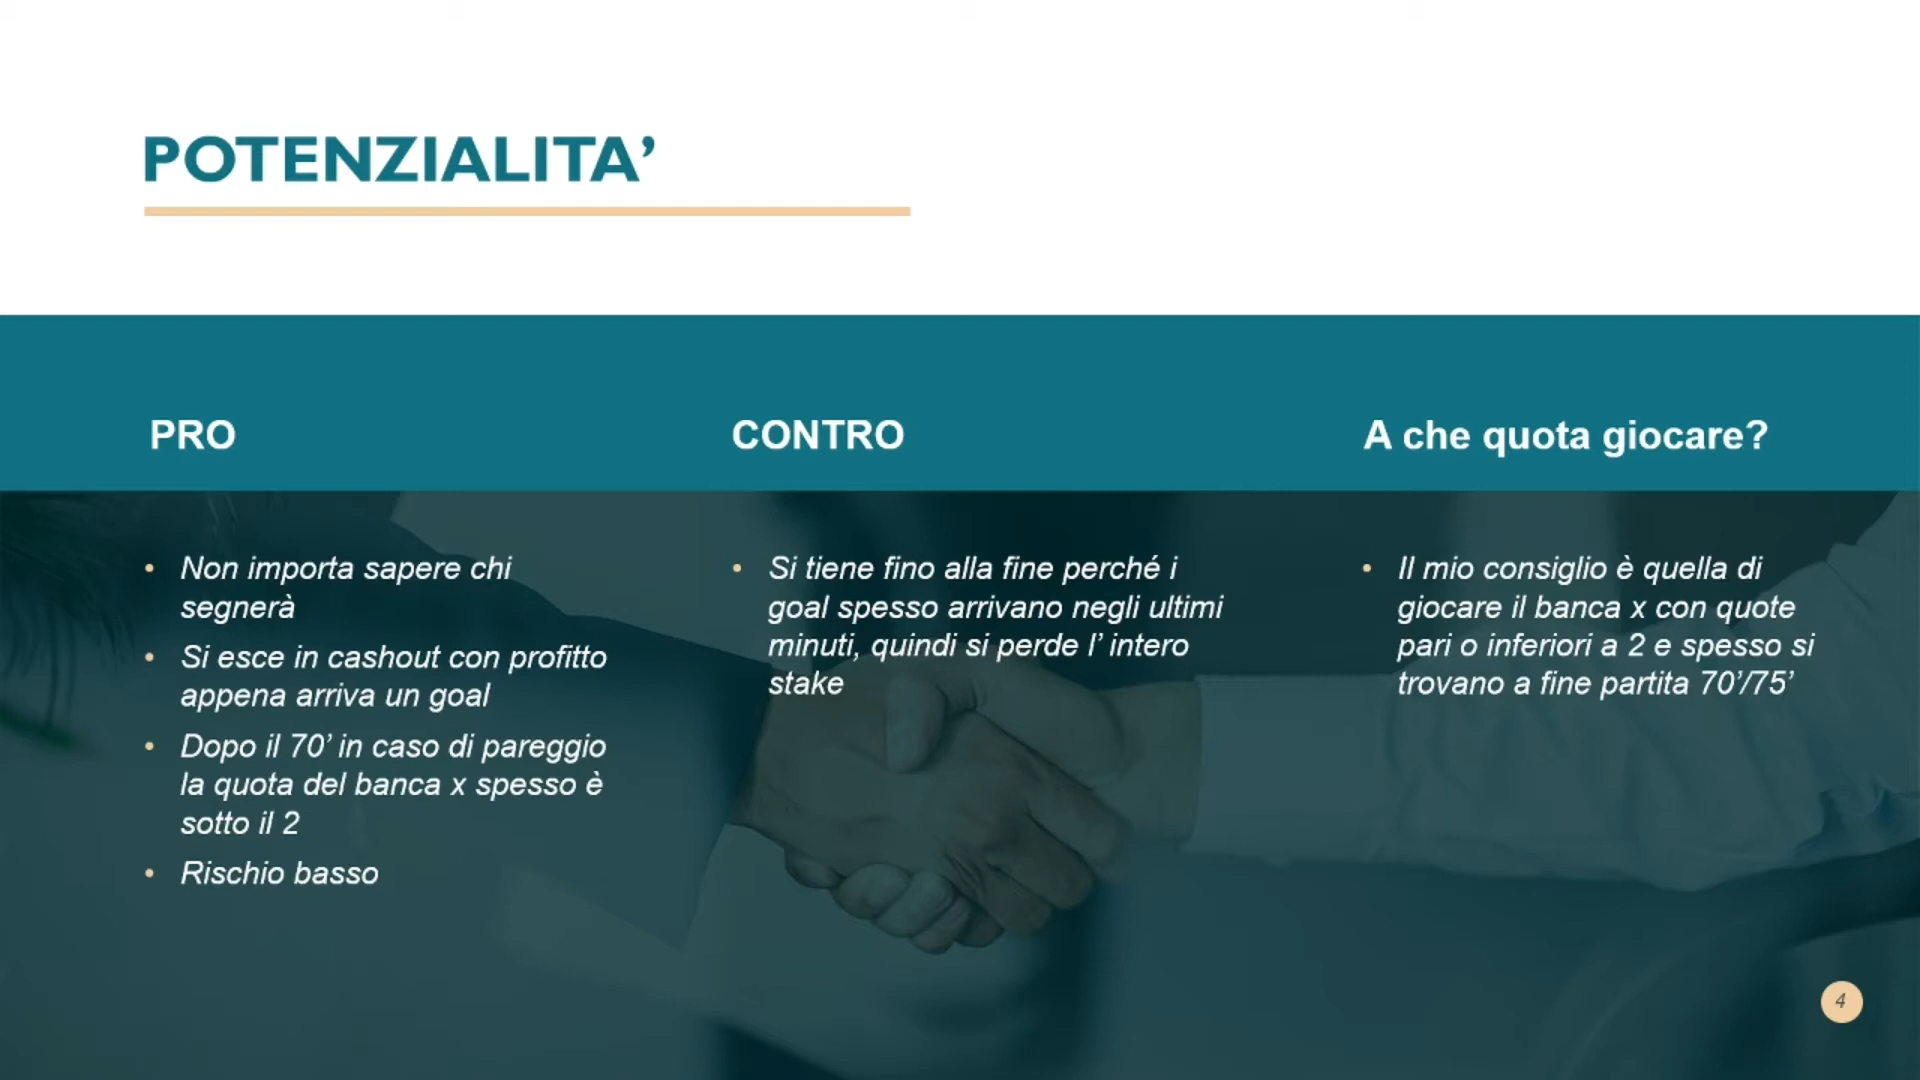 POTENZIALITA’
PRO
Non importa sapere chi
segnerà
Si esce in cashout con profitto
appena arriva un goal
Dopo il 70’ in caso di pareggio
la quota del banca x spesso è
sotto il 2
Rischio basso
CONTRO
Si tiene fino alla fine perché i
goal spesso arrivano negli ultimi
minuti, quindi si perde l’ intero
stake
A che quota giocare?
Il mio consiglio è quella di
giocare il banca x con quote
pari o inferiori a 2 e spesso si
trovano a fine partita 70’/75’
4